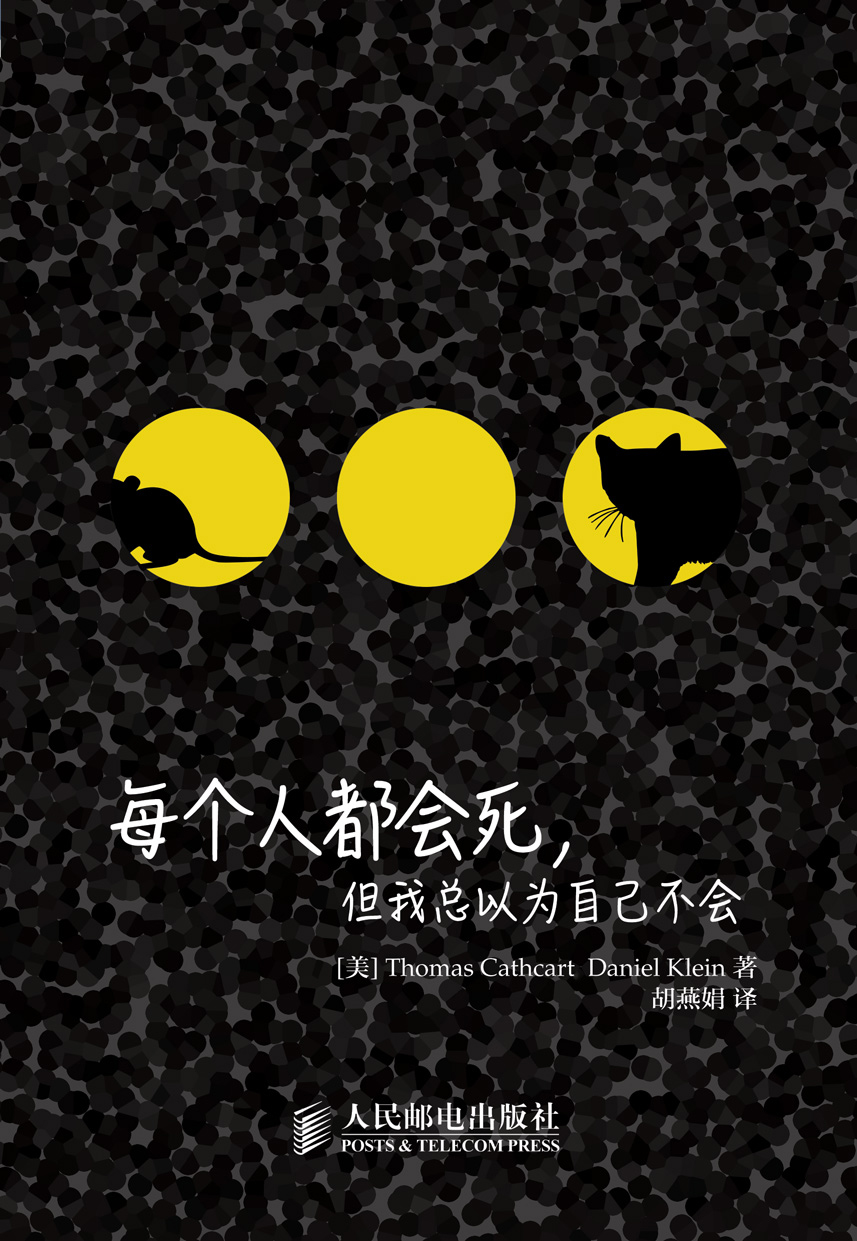 每个人都会死，
但我总以为自己不会
[美] Thomas Cathcart Daniel Klein 著
胡燕娟 译
人民邮电出版社
POSTS & TELECOM PRESS